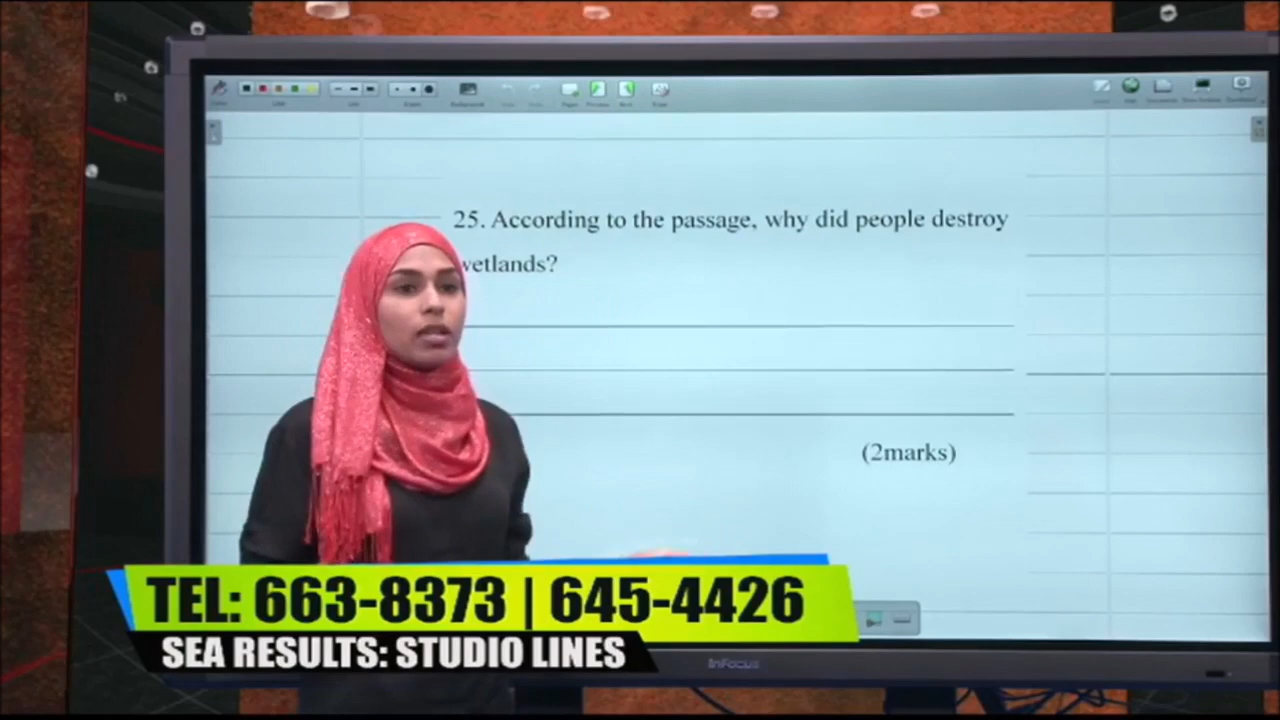 25. According to the passage, why did people destroy
wetlands?
(2marks)
TEL: 663-8373 | 645-4426
SEA RESULTS: STUDIO LINES
InFocus